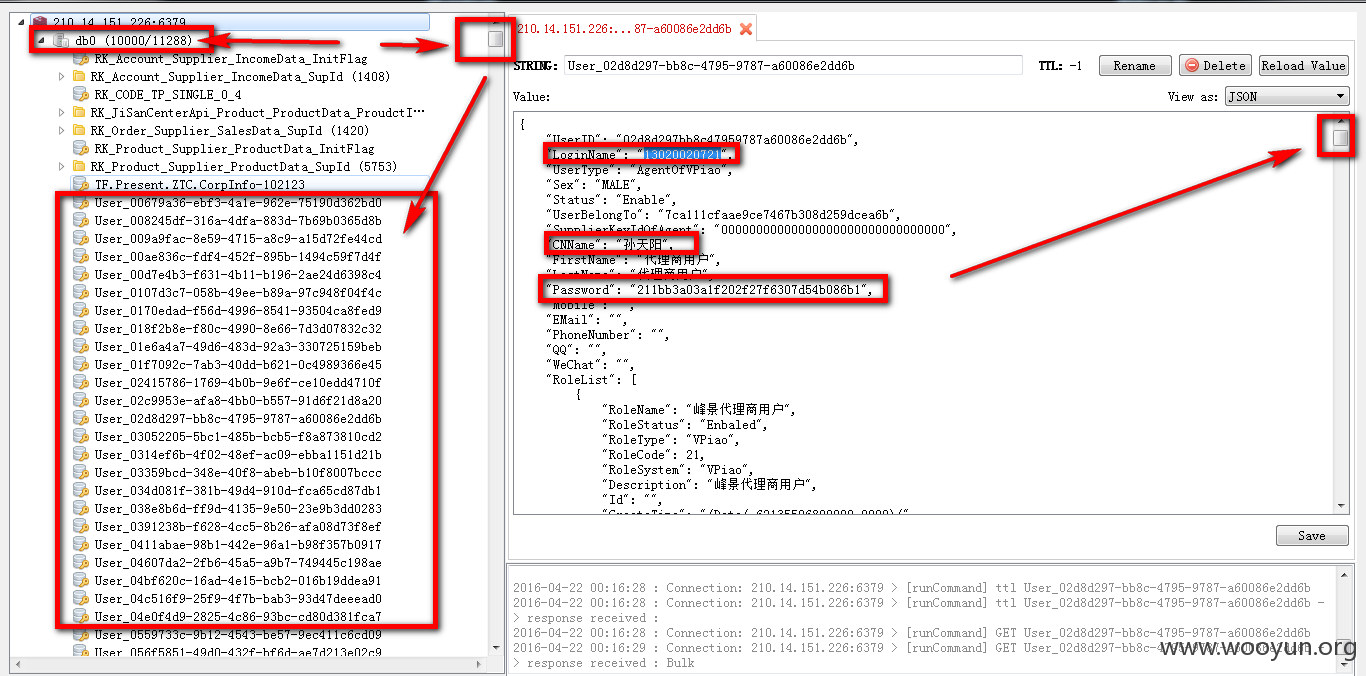 210.14.151.226:6379
db0 (10000/11288)
RK_Account_Supplier_IncomeData_InitFlag
RK_Account_Supplier_IncomeData_SupId (1408)
RK_CODE_TP_SINGLE_0_4
RK_JiSanCenterApi_Product_ProductData_ProudctI···
RK_Order_Supplier_SalesData_SupId (1420)
RK_Product_Supplier_ProductData_InitFlag
RK_Product_Supplier_ProductData_SupId (5753)
TF.Present.ZTC.CorpInfo-102123
User_00679a36-ebf3-4a1e-962e-75190d362bd0
User_008245df-316a-4dfa-883d-7b69b0365d8b
User_009a9fac-8e59-4715-a8c9-a15d72fe44cd
User_00ae836c-fdf4-452f-895b-1494c59f7d4f
User_00d7e4b3-f631-4b11-b196-2ae24d6398c4
User_0107d3c7-058b-49ee-b89a-97c948f04f4c
User_0170edad-f56d-4996-8541-93504ca8fed9
User_018f2b8e-f80c-4990-8e66-7d3d07832c32
User_01e6a4a7-49d6-483d-92a3-330725159beb
User_01f7092c-7ab3-40dd-b621-0c4989366e45
User_02415786-1769-4b0b-9e6f-ce10edd4710f
User_02c9953e-afa8-4bb0-b557-91d6f21d8a20
User_02d8d297-bb8c-4795-9787-a60086e2dd6b
User_03052205-5bc1-485b-bcb5-f8a873810cd2
User_0314ef6b-4f02-48ef-ac09-ebba1151d21b
User_03359bcd-348e-40f8-abeb-b10f8007bccc
User_034d081f-381b-49d4-910d-fca65cd87db1
User_038e8b6d-ff9d-4135-9e50-23e9b3dd0283
User_0391238b-f628-4cc5-8b26-afa08d73f8ef
User_0411abae-98b1-442e-96a1-b98f357b0917
User_04607da2-2fb6-45a5-a9b7-749445c198ae
User_04bf620c-16ad-4e15-bcb2-016b19ddea91
User_04c516f9-25f9-4f7b-bab3-93d47deeead0
User_04e0f4d9-2825-4c86-93bc-cd80d381fca7
User_0559733c-9b12-4543-be57-9ec411c6cd09
User_056f5851-49d0-432f-bf6d-ae7d213e02c9
210.14.151.226:...87-a60086e2dd6b
STRING: User_02d8d297-bb8c-4795-9787-a60086e2dd6b TTL: -1 Rename Delete Reload Value
Value: View as: JSON
{
"UserID": "02d8d297bb8c47959787a60086e2dd6b",
"LoginName": "13020020721",
"UserType": "AgentOfVPiao",
"Sex": "MALE",
"Status": "Enable",
"UserBelongTo": "7ca111cfaae9ce7467b308d259dcea6b",
"SupplierKeyIdOfAgent": "00000000000000000000000000000000",
"CNName": "孙天阳",
"FirstName": "代理商用户",
"LastName": "代理商用户",
"Password": "211bb3a03a1f202f27f6307d54b086b1",
"Mobile": "",
"EMail": "",
"PhoneNumber": "",
"QQ": "",
"WeChat": "",
"RoleList": [
{
"RoleName": "峰景代理商用户",
"RoleStatus": "Enbaled",
"RoleType": "VPiao",
"RoleCode": 21,
"RoleSystem": "VPiao",
"Description": "峰景代理商用户",
"Id": "",
"CreateTime": "/Date(-62135596800000-0000)/"
Save
2016-04-22 00:16:28 : Connection: 210.14.151.226:6379 > [runCommand] ttl User_02d8d297-bb8c-4795-9787-a60086e2dd6b
2016-04-22 00:16:28 : Connection: 210.14.151.226:6379 > [runCommand] ttl User_02d8d297-bb8c-4795-9787-a60086e2dd6b -
> response received :
2016-04-22 00:16:28 : Connection: 210.14.151.226:6379 > [runCommand] GET User_02d8d297-bb8c-4795-9787-a60086e2dd6b
2016-04-22 00:16:29 : Connection: 210.14.151.226:6379 > [runCommand] GET User_02d8d297-bb8c-4795-9787-a60086e2dd6b -
> response received : Bulk
www.wooyun.org